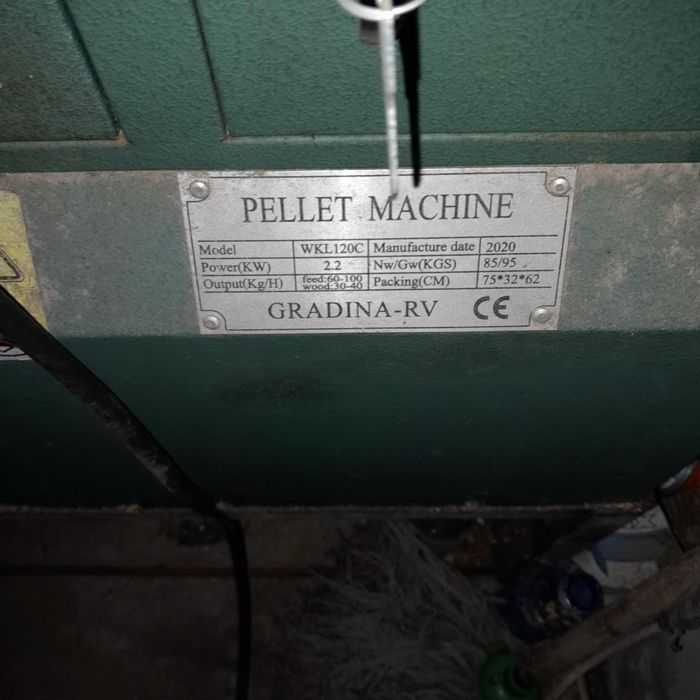 PELLET MACHINE
Model WKL120C Manufacture date 2020
Power(KW) 2.2 Nw/Gw(KGS) 85/95
Output(Kg/H) feed:60-100 wood:30-40 Packing(CM) 75*32*62
GRADINA-RV CE